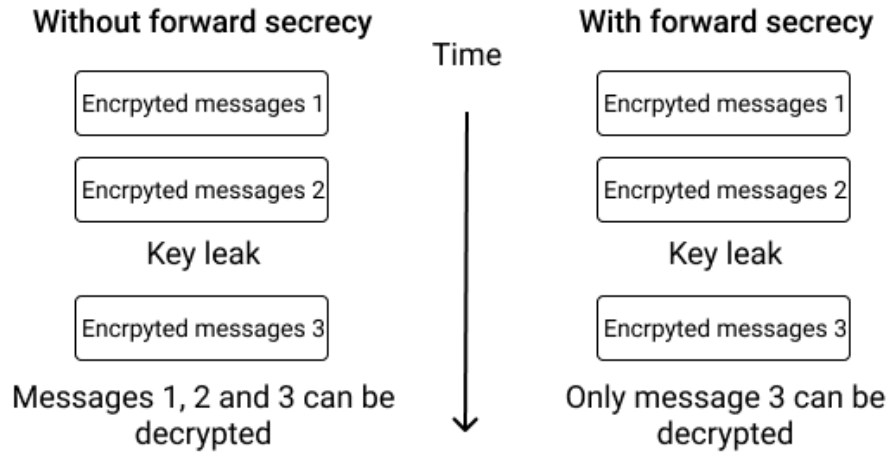 Without forward secrecy
Encrpyted messages 1
Encrpyted messages 2
Key leak
Encrpyted messages 3
Messages 1, 2 and 3 can be
decrypted
Time
With forward secrecy
Encrpyted messages 1
Encrpyted messages 2
Key leak
Encrpyted messages 3
Only message 3 can be
decrypted